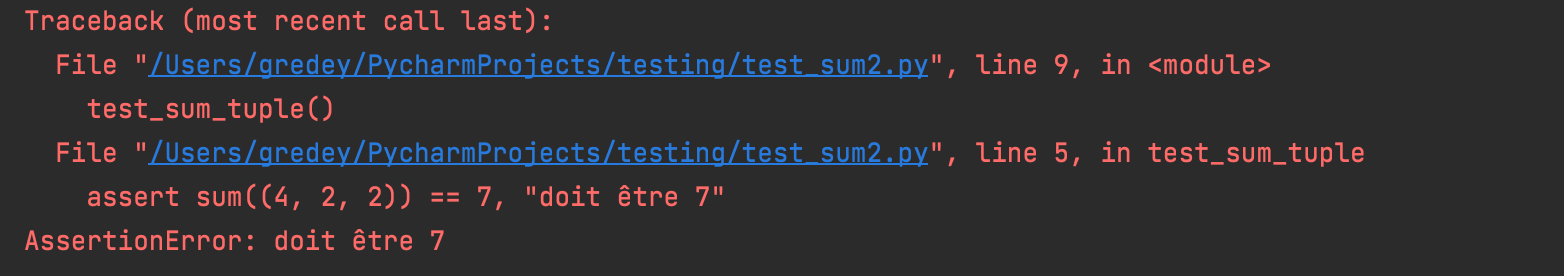 Traceback (most recent call last):
File "/Users/gredey/PycharmProjects/testing/test_sum2.py", line 9, in <module>
test_sum_tuple()
File "/Users/gredey/PycharmProjects/testing/test_sum2.py", line 5, in test_sum_tuple
assert sum((4, 2, 2)) == 7, "doit être 7"
AssertionError: doit être 7